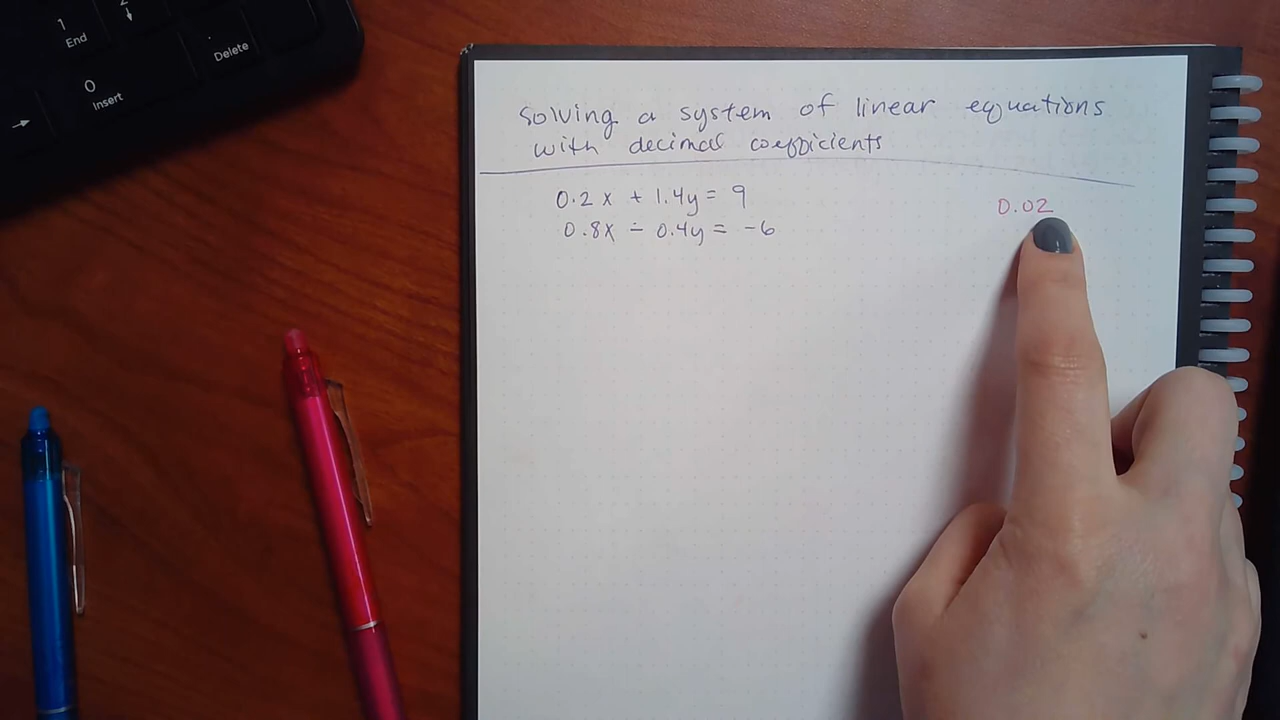 1
End
2
↓
.
Delete
0
Insert
→
Solving a system of linear equations
with decimal coefficients
0.2x + 1.4y = 9
0.02
0.8x - 0.4y = -6